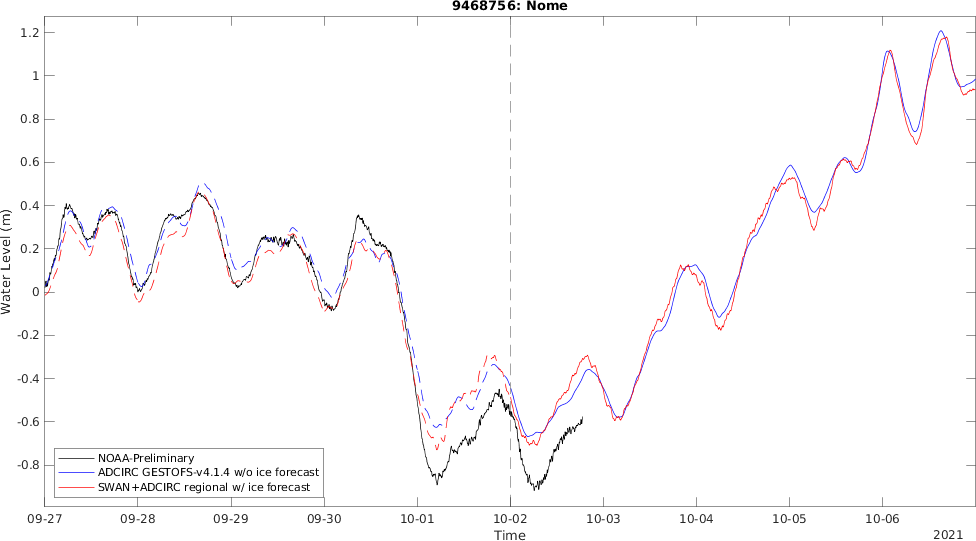 9468756: Nome
1.2
1
0.8
0.6
0.4
0.2
0
-0.2
-0.4
-0.6
-0.8
Water Level (m)
NOAA-Preliminary
ADCIRC GESTOFS-v4.1.4 w/o ice forecast
SWAN+ADCIRC regional w/ ice forecast
09-27 09-28 09-29 09-30 10-01 10-02 10-03 10-04 10-05 10-06
Time
2021